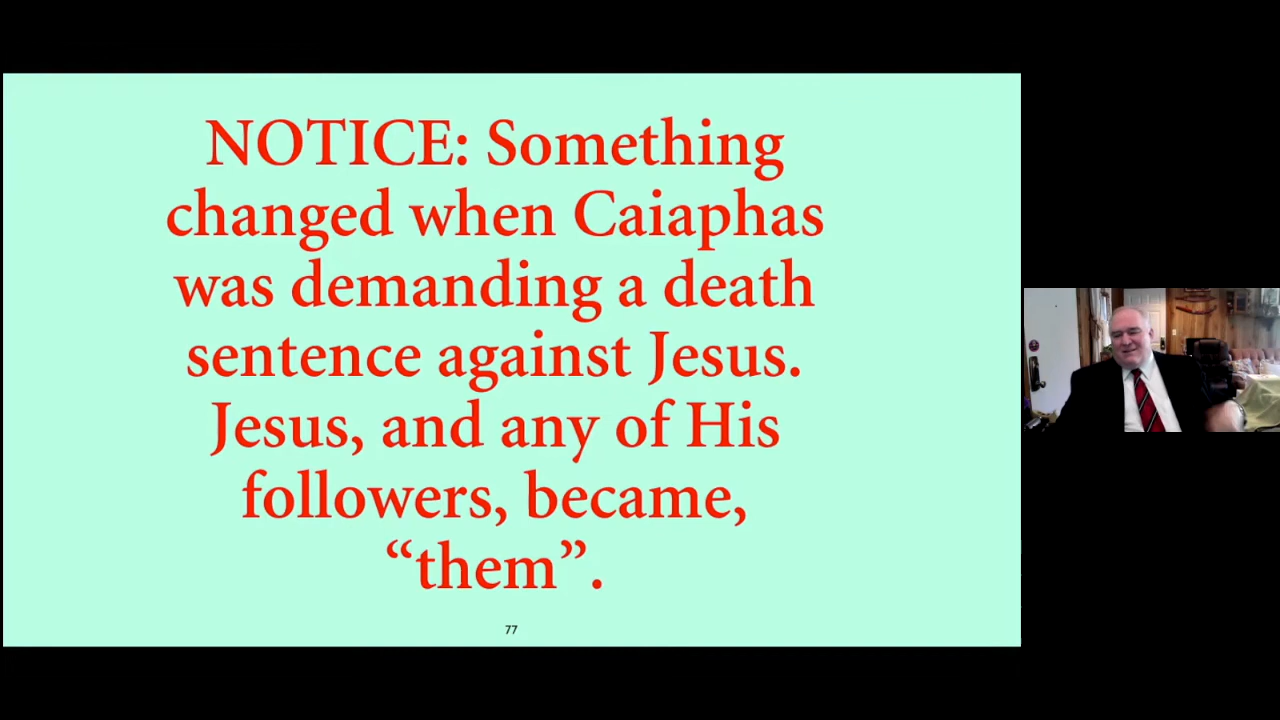 NOTICE: Something
changed when Caiaphas
was demanding a death
sentence against Jesus.
Jesus, and any of His
followers, became,
“them”.
77